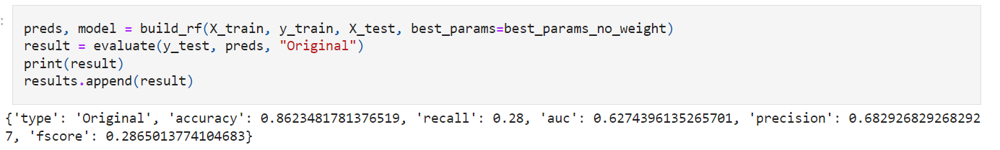 :
preds, model = build_rf(X_train, y_train, X_test, best_params=best_params_no_weight)
result = evaluate(y_test, preds, "Original")
print(result)
results.append(result)
{'type': 'Original', 'accuracy': 0.8623481781376519, 'recall': 0.28, 'auc': 0.6274396135265701, 'precision': 0.682926829268292
7, 'fscore': 0.2865013774104683}